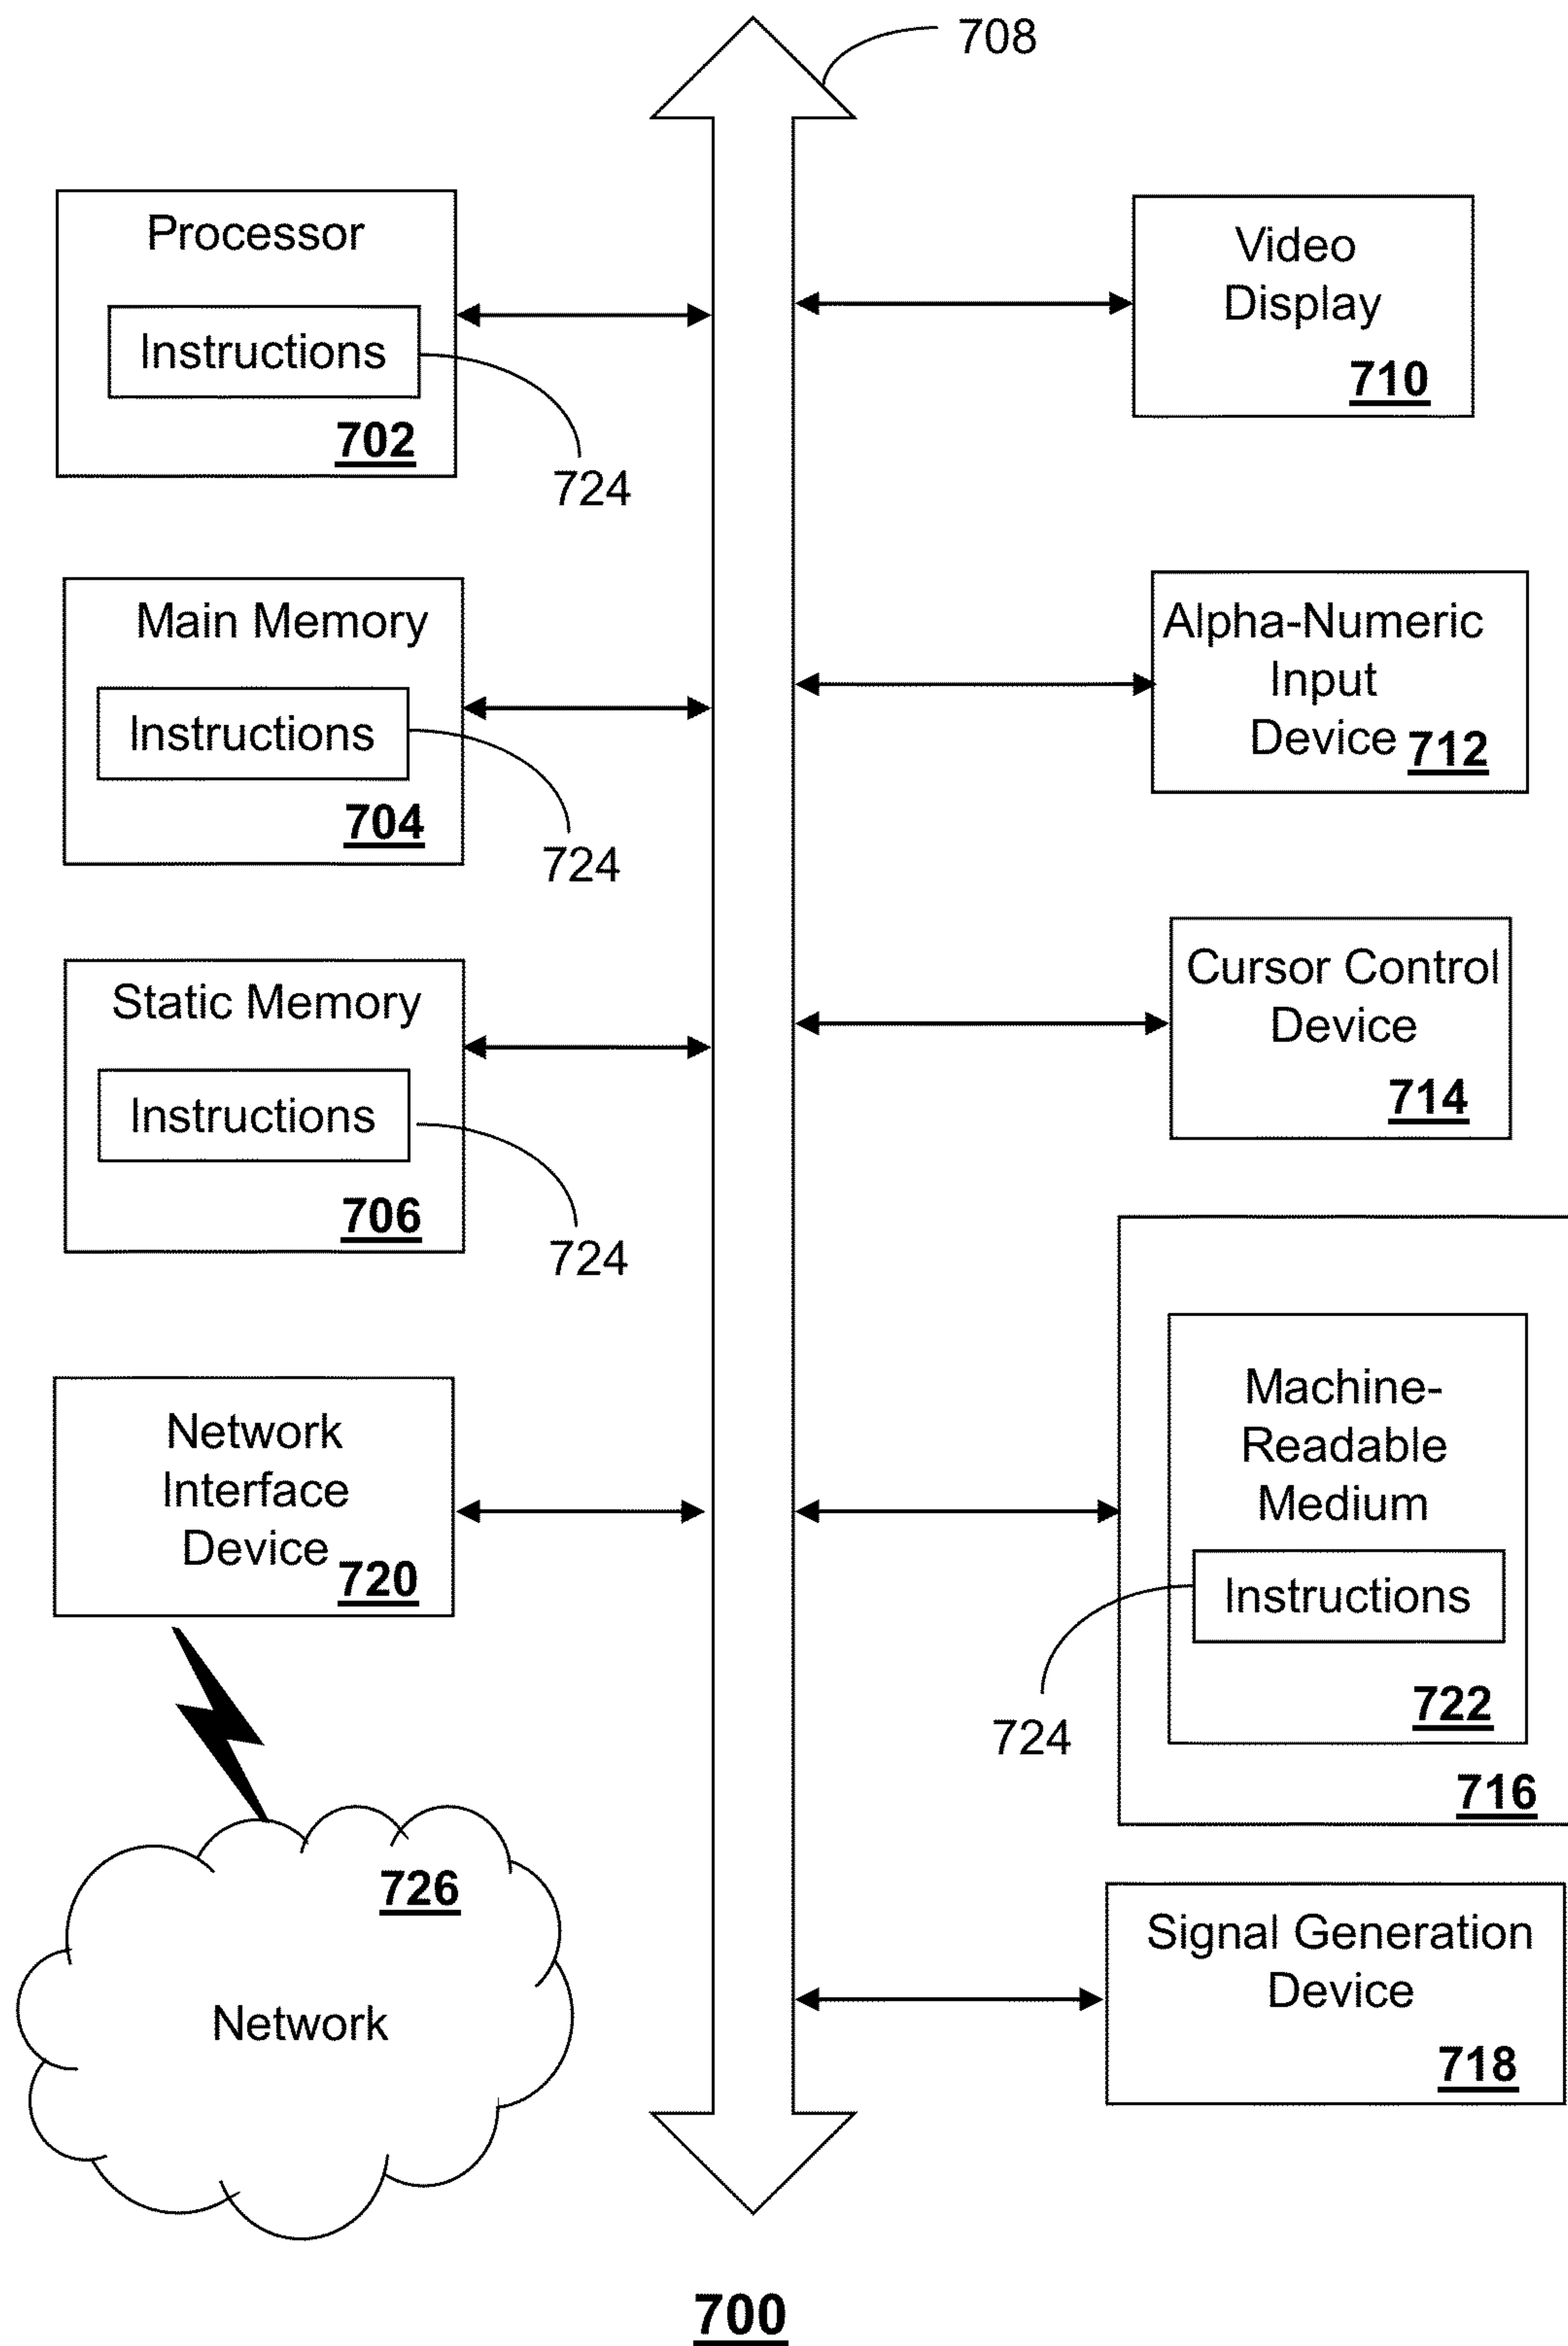 708
Processor
Instructions
702
724
Main Memory
Instructions
704
724
Static Memory
Instructions
706
724
Network
Interface
Device
720
726
Network
Video
Display
710
Alpha-Numeric
Input
Device
712
Cursor Control
Device
714
Machine-
Readable
Medium
Instructions
722
724
716
Signal Generation
Device
718
700